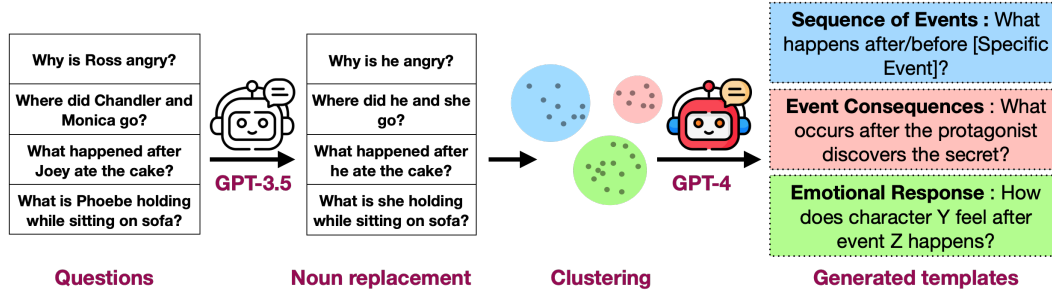 Why is Ross angry?
Where did Chandler and
Monica go?
What happened after
Joey ate the cake?
What is Phoebe holding
while sitting on sofa?
Questions
GPT-3.5
Why is he angry?
Where did he and she
go?
What happened after
he ate the cake?
What is she holding
while sitting on sofa?
Noun replacement
Clustering
GPT-4
Sequence of Events : What
happens after/before [Specific
Event]?
Event Consequences : What
occurs after the protagonist
discovers the secret?
Emotional Response : How
does character Y feel after
event Z happens?
Generated templates